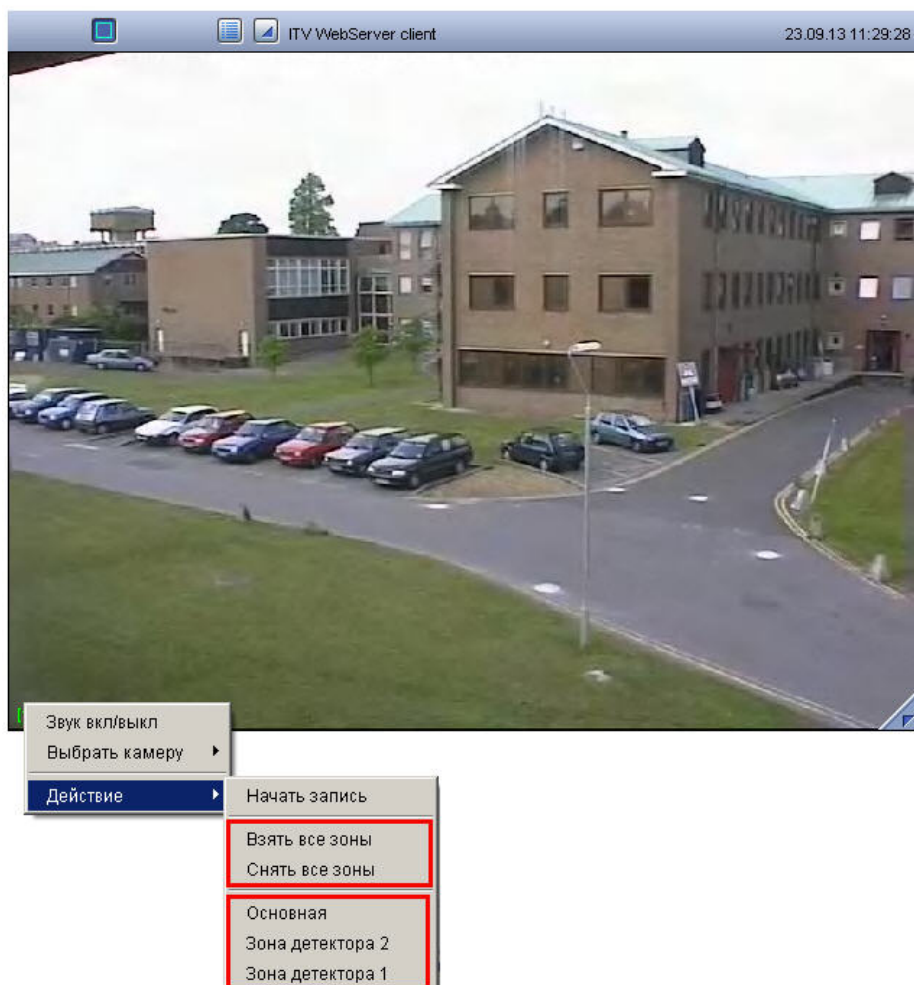 ITV WebServer client
23.09.13 11:29:28
Звук вкл/выкл
Выбрать камеру
Действие
Начать запись
Взять все зоны
Снять все зоны
Основная
Зона детектора 2
Зона детектора 1